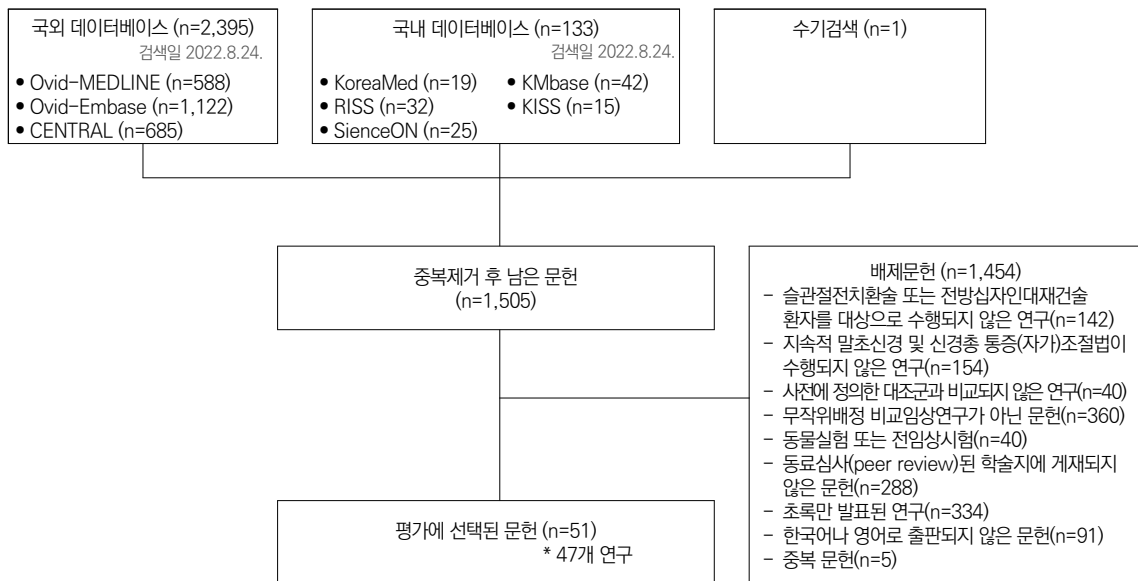 국외 데이터베이스 (n=2,395)
검색일 2022.8.24.
• Ovid-MEDLINE (n=588)
• Ovid-Embase (n=1,122)
• CENTRAL (n=685)
국내 데이터베이스 (n=133)
검색일 2022.8.24.
• KoreaMed (n=19) • KMbase (n=42)
• RISS (n=32) • KISS (n=15)
• SienceON (n=25)
수기검색 (n=1)
중복제거 후 남은 문헌
(n=1,505)
배제문헌 (n=1,454)
- 슬관절전치환술 또는 전방십자인대재건술
환자를 대상으로 수행되지 않은 연구(n=142)
- 지속적 말초신경 및 신경총 통증(자가)조절법이
수행되지 않은 연구(n=154)
- 사전에 정의한 대조군과 비교되지 않은 연구(n=40)
- 무작위배정 비교임상연구가 아닌 문헌(n=360)
- 동물실험 또는 전임상시험(n=40)
- 동료심사(peer review)된 학술지에 게재되지
않은 문헌(n=288)
- 초록만 발표된 연구(n=334)
- 한국어나 영어로 출판되지 않은 문헌(n=91)
- 중복 문헌(n=5)
평가에 선택된 문헌 (n=51)
* 47개 연구